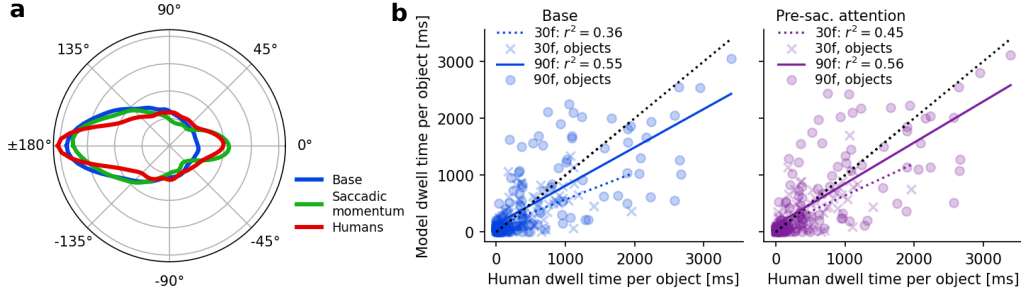 a
90°
135°
45°
±180°
0°
-135°
-45°
-90°
Base
Saccadic
momentum
Humans
b
Base
30f: r² = 0.36
30f, objects
90f: r² = 0.55
90f, objects
Model dwell time per object [ms]
3000
2000
1000
0
0
1000
2000
3000
Human dwell time per object [ms]
Pre-sac. attention
30f: r² = 0.45
30f, objects
90f: r² = 0.56
90f, objects
0
1000
2000
3000
Human dwell time per object [ms]